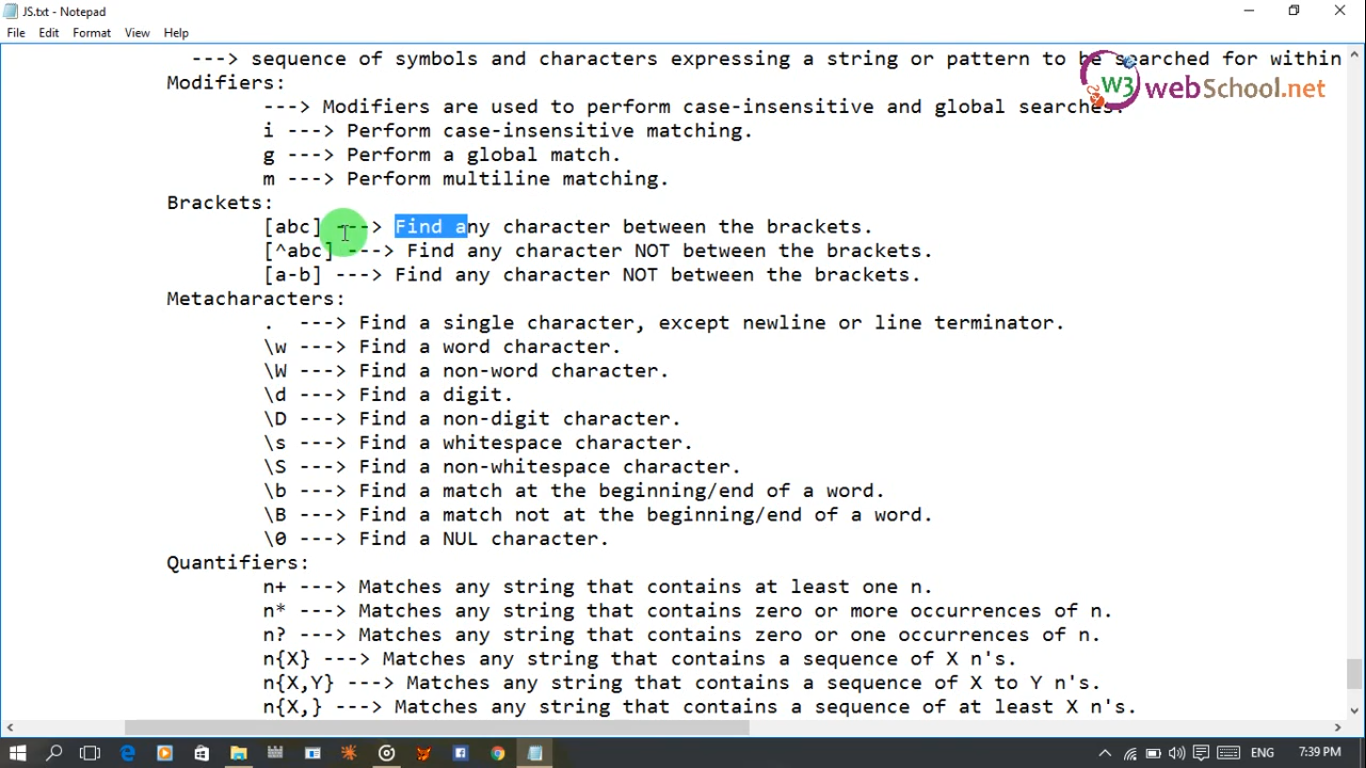 JS.txt - Notepad
File Edit Format View Help
---> sequence of symbols and characters expressing a string or pattern to be searched for within
W3 webSchool.net
Modifiers:
---> Modifiers are used to perform case-insensitive and global searches.
i ---> Perform case-insensitive matching.
g ---> Perform a global match.
m ---> Perform multiline matching.
Brackets:
[abc] ---> Find any character between the brackets.
[^abc] ---> Find any character NOT between the brackets.
[a-b] ---> Find any character NOT between the brackets.
Metacharacters:
. ---> Find a single character, except newline or line terminator.
\w ---> Find a word character.
\W ---> Find a non-word character.
\d ---> Find a digit.
\D ---> Find a non-digit character.
\s ---> Find a whitespace character.
\S ---> Find a non-whitespace character.
\b ---> Find a match at the beginning/end of a word.
\B ---> Find a match not at the beginning/end of a word.
\0 ---> Find a NUL character.
Quantifiers:
n+ ---> Matches any string that contains at least one n.
n* ---> Matches any string that contains zero or more occurrences of n.
n? ---> Matches any string that contains zero or one occurrences of n.
n{X} ---> Matches any string that contains a sequence of X n's.
n{X,Y} ---> Matches any string that contains a sequence of X to Y n's.
n{X,} ---> Matches any string that contains a sequence of at least X n's.
ENG 7:39 PM